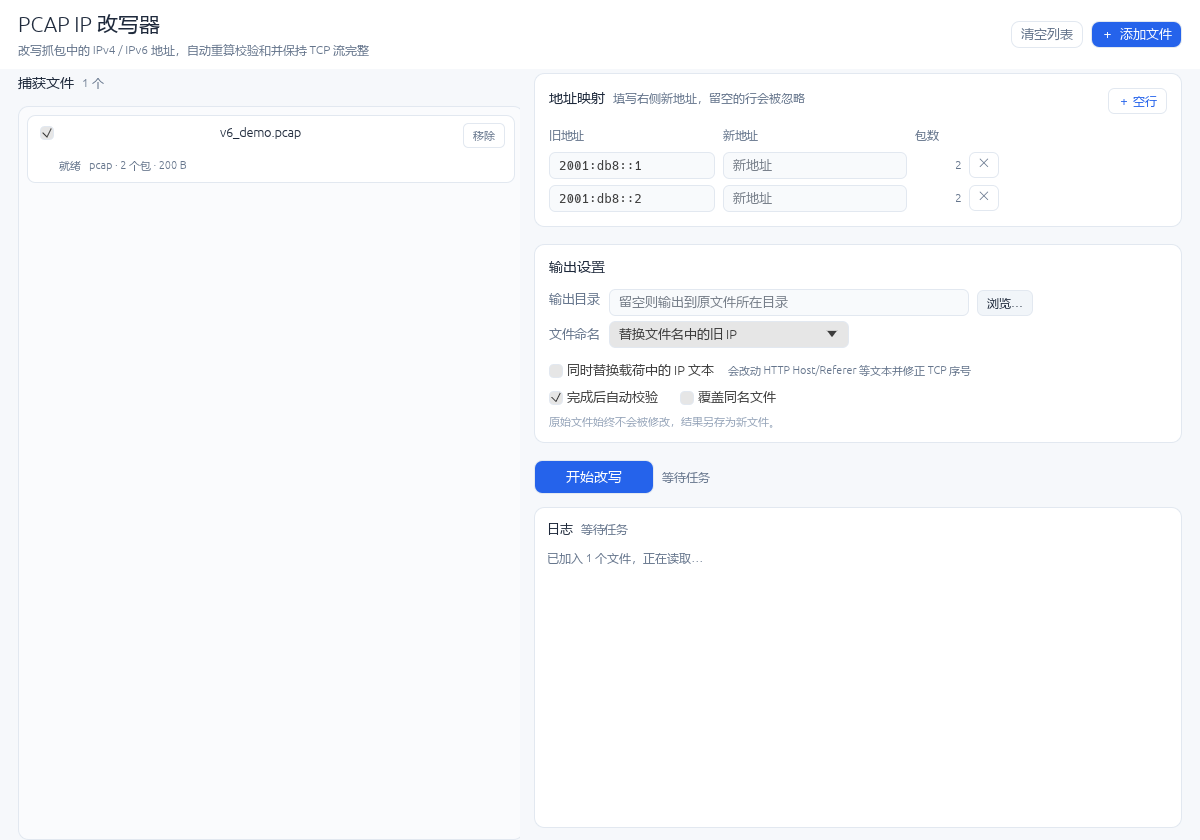 PCAP IP 改写器
改写抓包中的 IPv4 / IPv6 地址，自动重算校验和并保持 TCP 流完整
清空列表
+ 添加文件
捕获文件 1 个
v6_demo.pcap
移除
就绪 pcap · 2 个包 · 200 B
地址映射 填写右侧新地址，留空的行会被忽略
+ 空行
旧地址 新地址 包数
2001:db8::1 新地址 2 ×
2001:db8::2 新地址 2 ×
输出设置
输出目录 留空则输出到原文件所在目录 浏览…
文件命名 替换文件名中的旧 IP
同时替换载荷中的 IP 文本 会改动 HTTP Host/Referer 等文本并修正 TCP 序号
完成后自动校验 覆盖同名文件
原始文件始终不会被修改，结果另存为新文件。
开始改写 等待任务
日志 等待任务
已加入 1 个文件，正在读取…